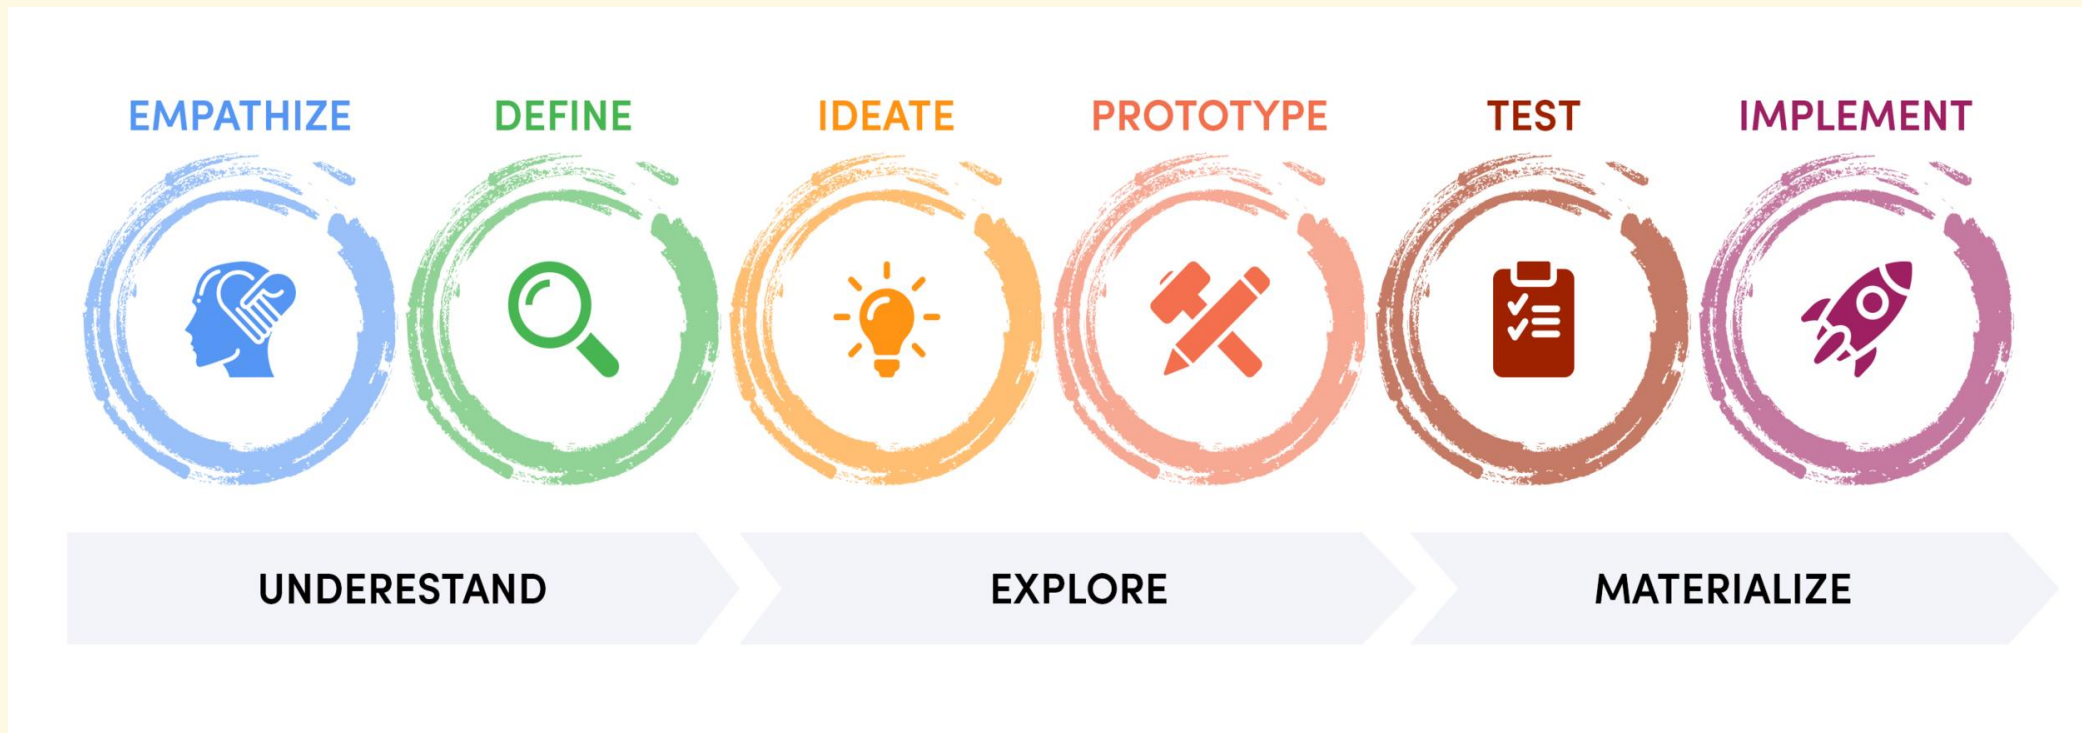 EMPATHIZE DEFINE IDEATE PROTOTYPE TEST IMPLEMENT
UNDERESTAND EXPLORE MATERIALIZE